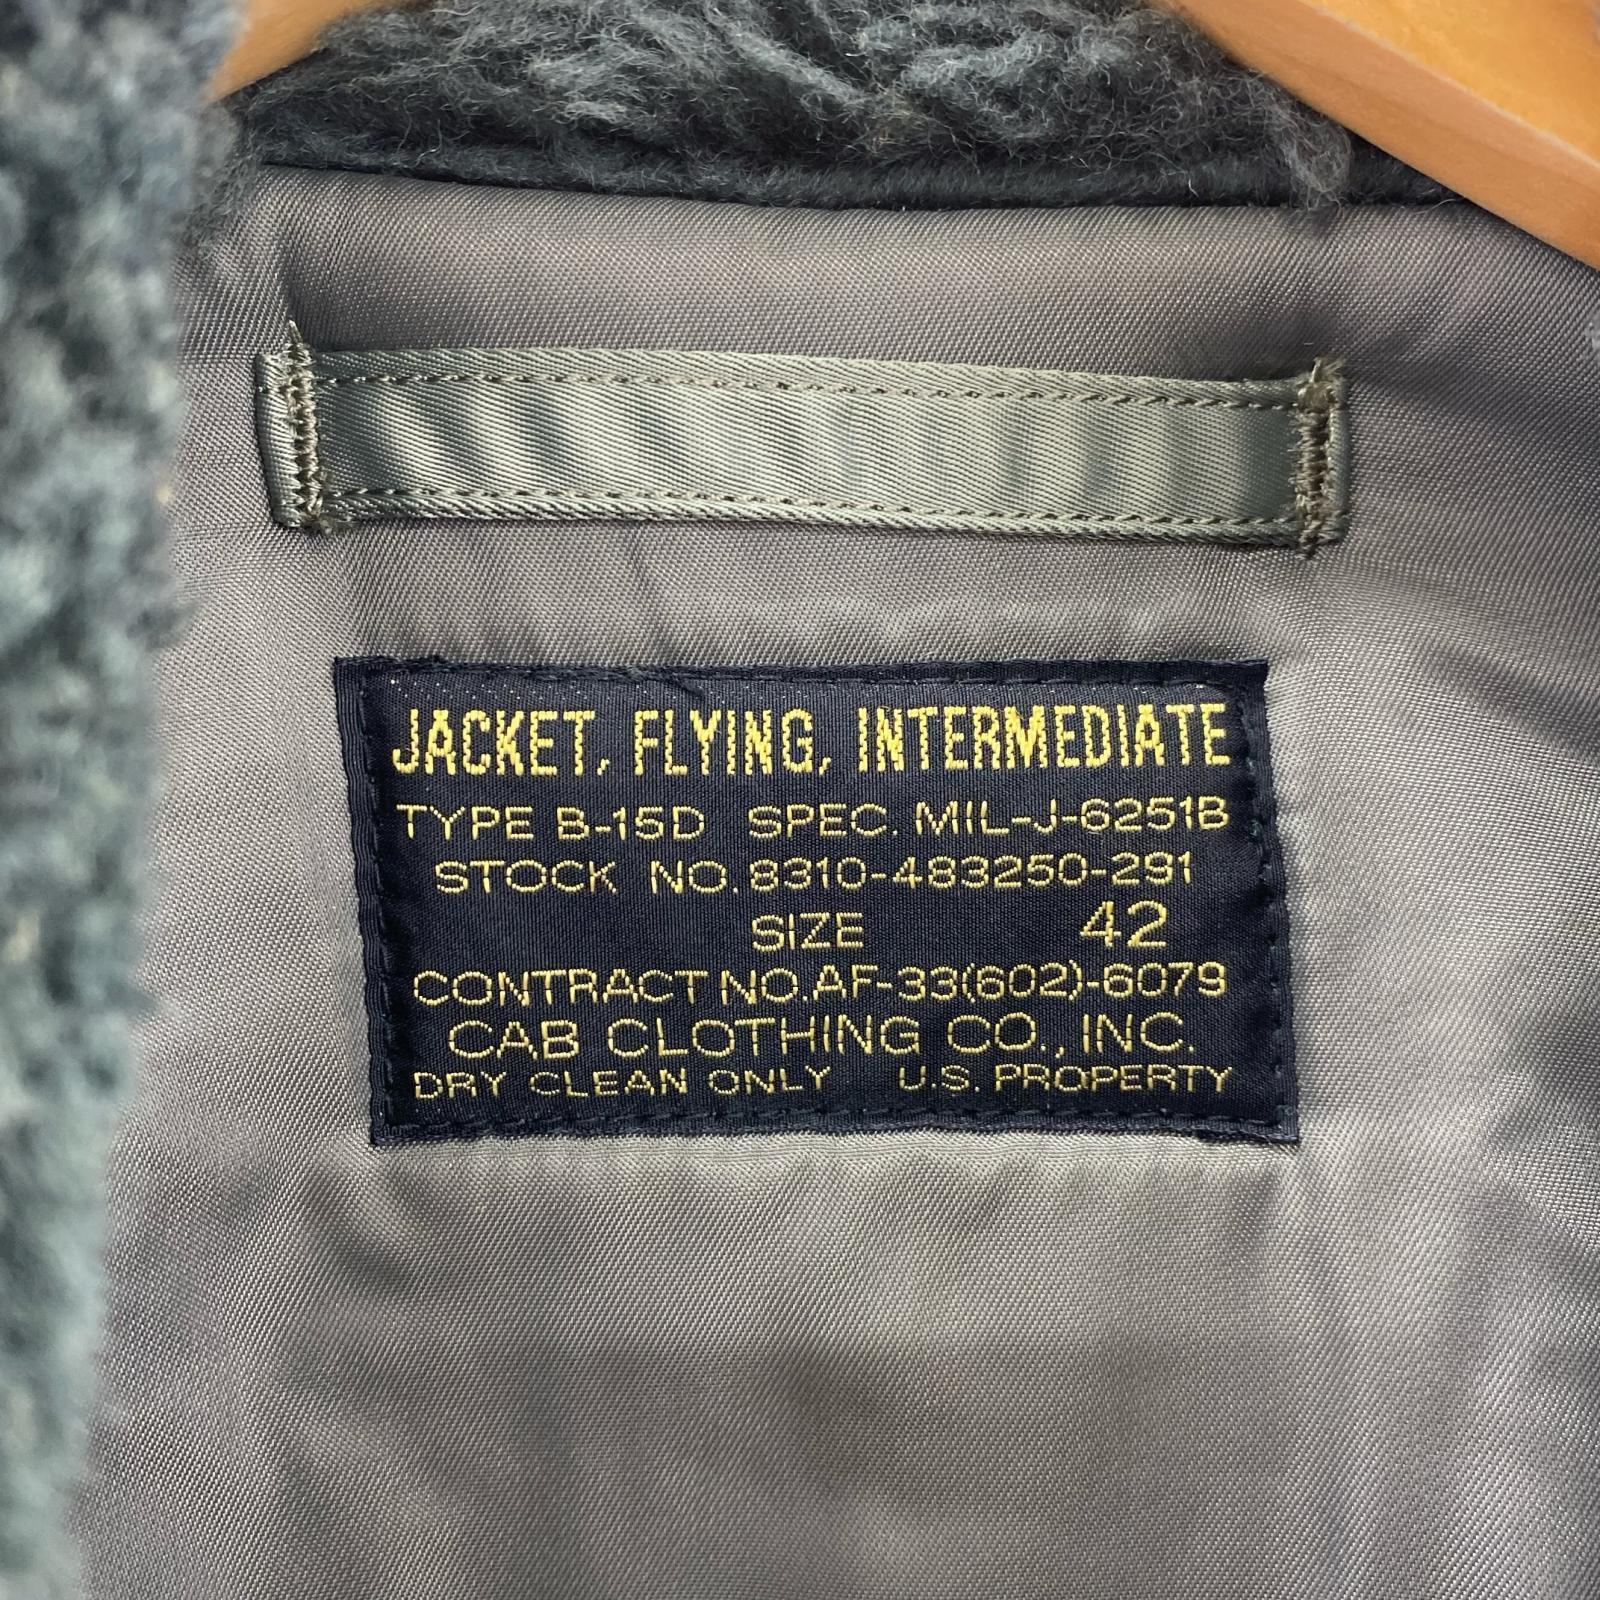 JACKET, FLYING, INTERMEDIATE
TYPE B-15D SPEC. MIL-J-6251B
STOCK NO. 8310-483250-291
SIZE 42
CONTRACT NO. AF-33(602)-6079
CAB CLOTHING CO., INC.
DRY CLEAN ONLY U.S. PROPERTY